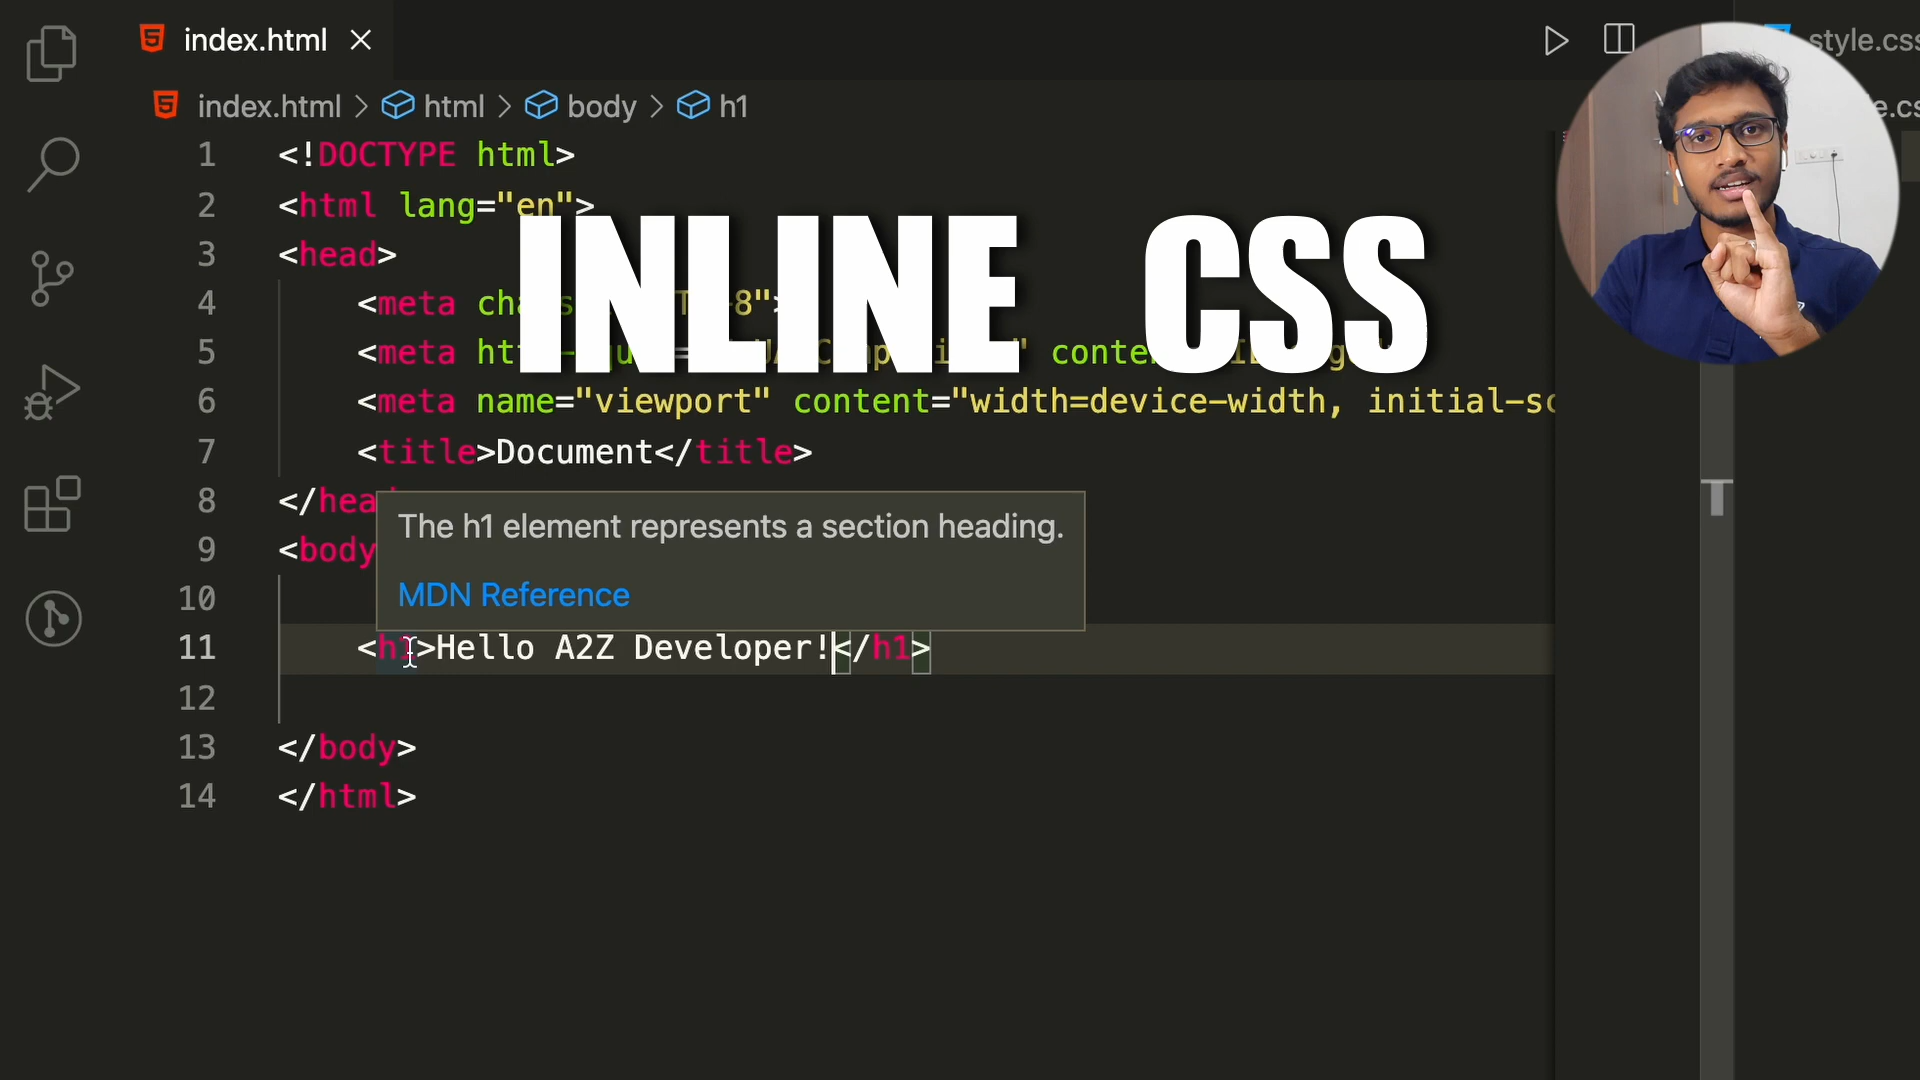 index.html
style.css
index.html > html > body > h1
1 <!DOCTYPE html>
2 <html lang="en">
INLINE CSS
3 <head>
4 <meta
5 <meta
6 <meta name="viewport" content="width=device-width, initial-sc
7 <title>Document</title>
8 </head
9 <body
The h1 element represents a section heading.
MDN Reference
10
11 <h1>Hello A2Z Developer!</h1>
12
13 </body>
14 </html>